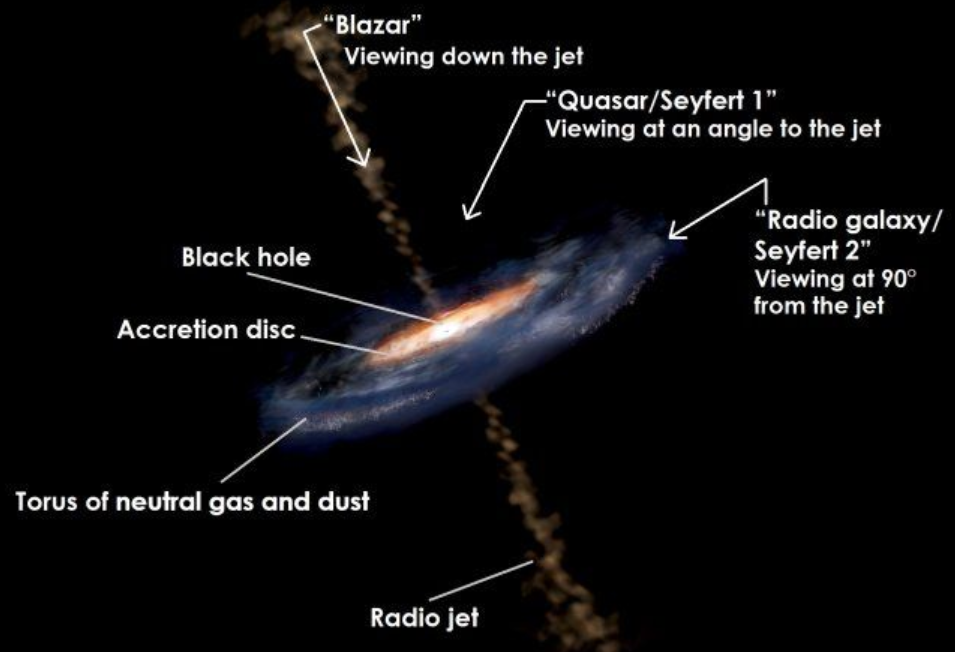 “Blazar”
Viewing down the jet
“Quasar/Seyfert 1”
Viewing at an angle to the jet
“Radio galaxy/
Seyfert 2”
Viewing at 90°
from the jet
Black hole
Accretion disc
Torus of neutral gas and dust
Radio jet